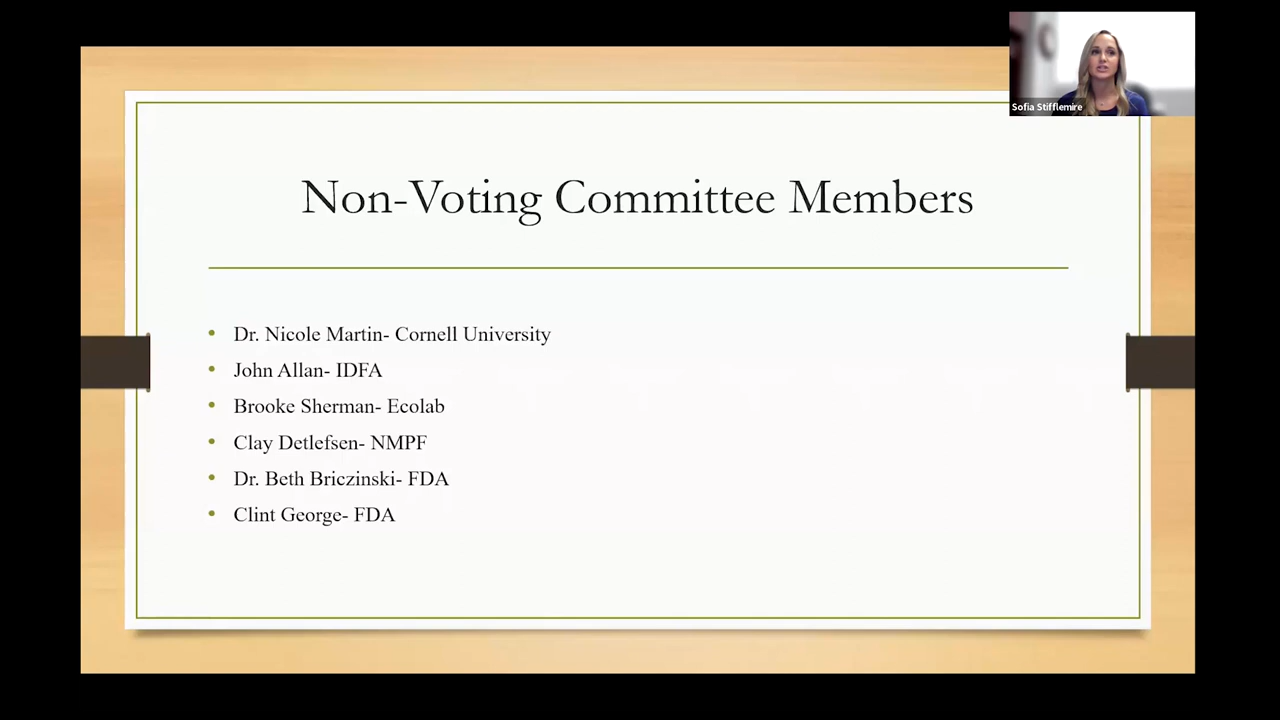 Sofia Stifflemire
Non-Voting Committee Members
• Dr. Nicole Martin- Cornell University
• John Allan- IDFA
• Brooke Sherman- Ecolab
• Clay Detlefsen- NMPF
• Dr. Beth Briczinski- FDA
• Clint George- FDA